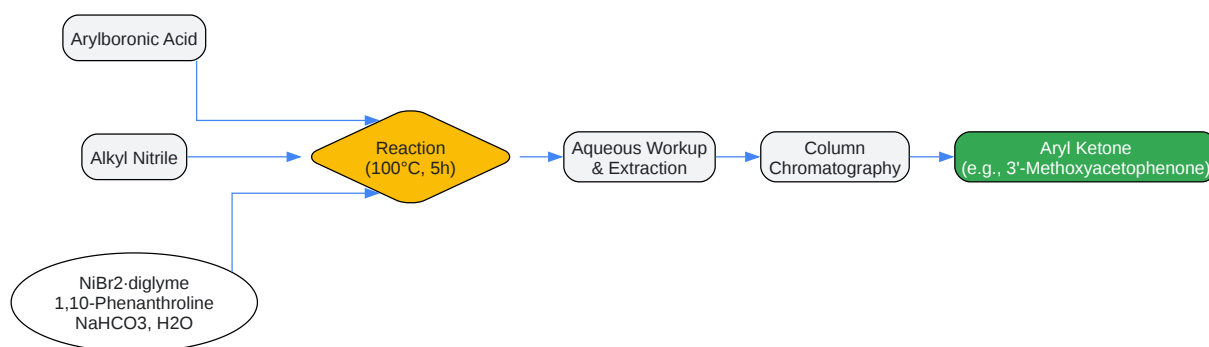 Arylboronic Acid
Alkyl Nitrile
NiBr2·diglyme
1,10-Phenanthroline
NaHCO3, H2O
Reaction
(100°C, 5h)
Aqueous Workup
& Extraction
Column
Chromatography
Aryl Ketone
(e.g., 3'-Methoxyacetophenone)